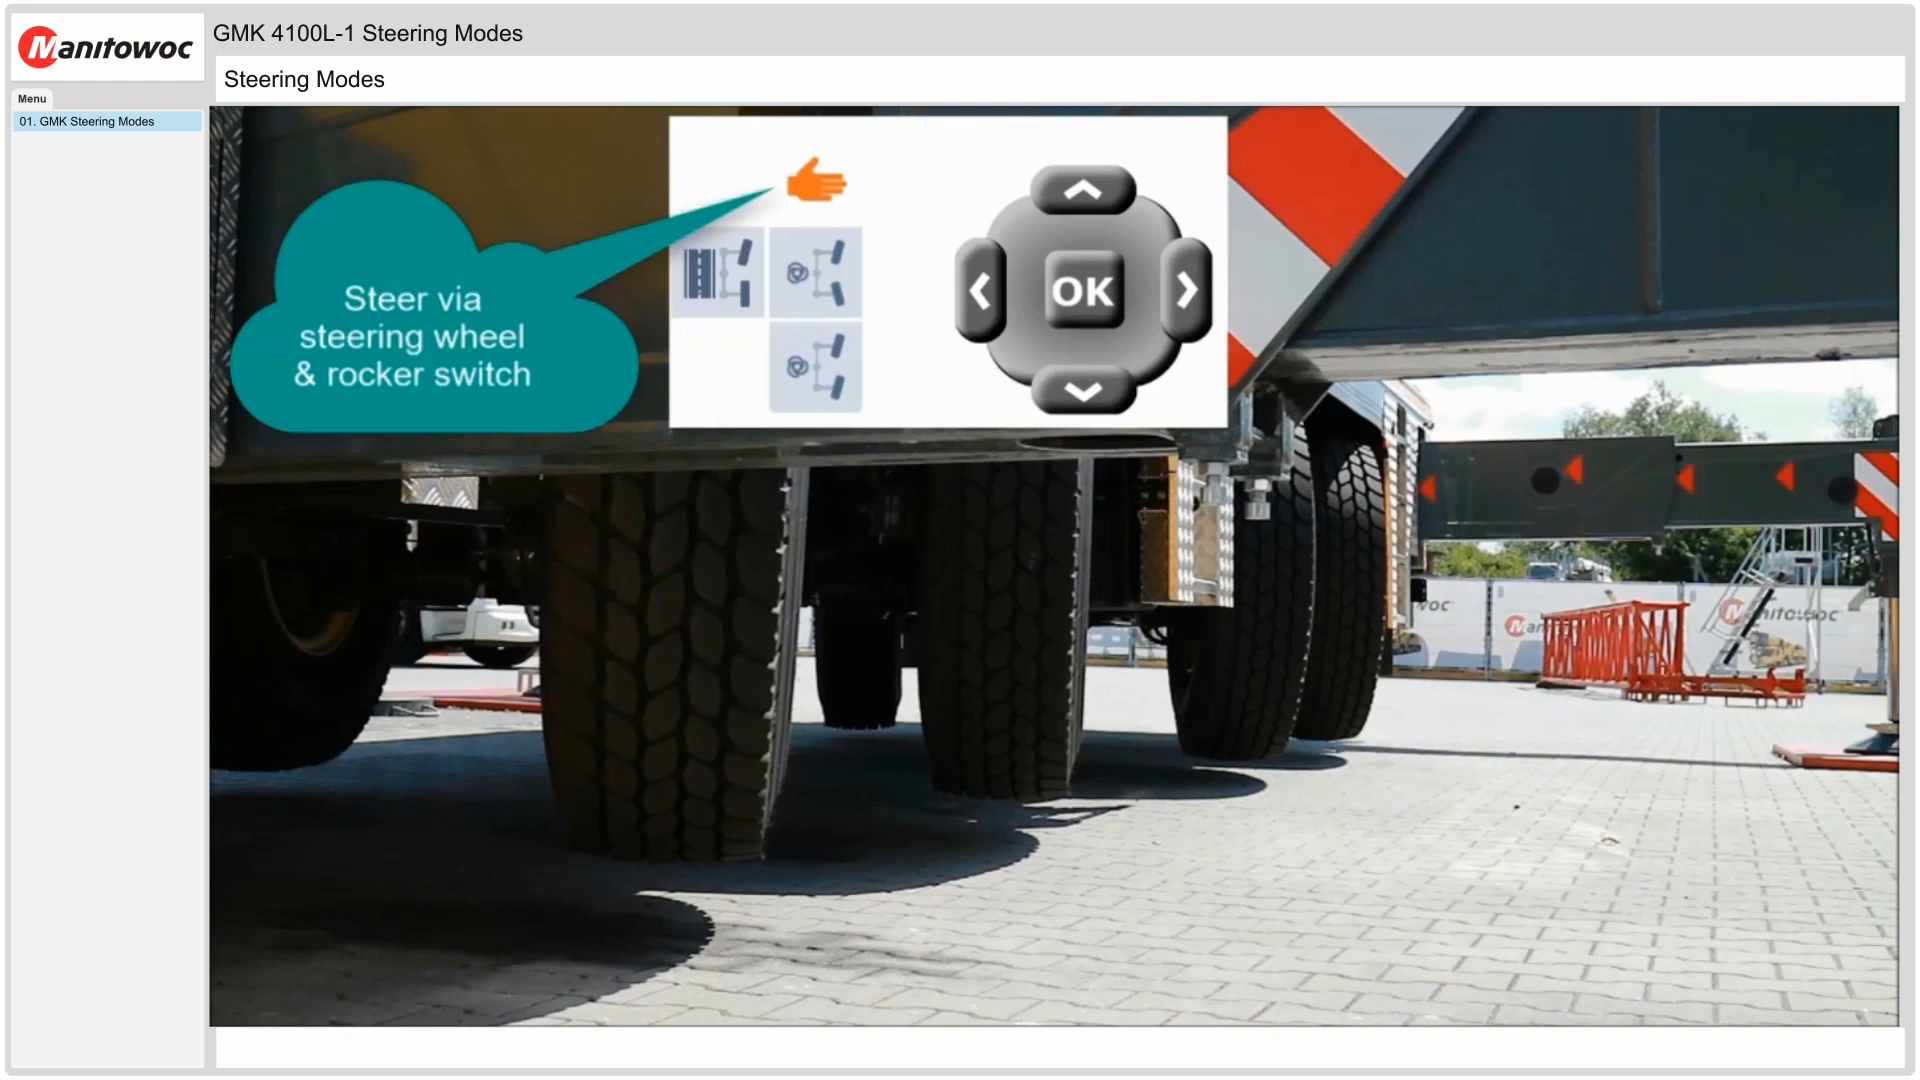 Manitowoc
GMK 4100L-1 Steering Modes
Steering Modes
Menu
01. GMK Steering Modes
Steer via
steering wheel
& rocker switch
OK
Manitowoc